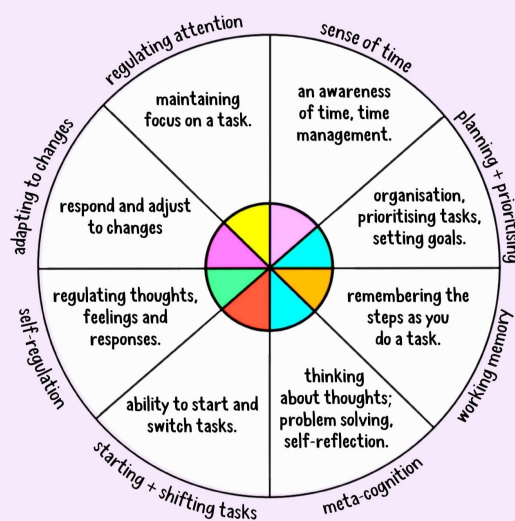 regulating attention
maintaining
focus on a task.
sense of time
an awareness
of time, time
management.
planning + prioritising
organisation,
prioritising tasks,
setting goals.
working memory
remembering the
steps as you
do a task.
meta-cognition
thinking
about thoughts;
problem solving,
self-reflection.
starting + shifting tasks
ability to start and
switch tasks.
self-regulation
regulating thoughts,
feelings and
responses.
adapting to changes
respond and adjust
to changes